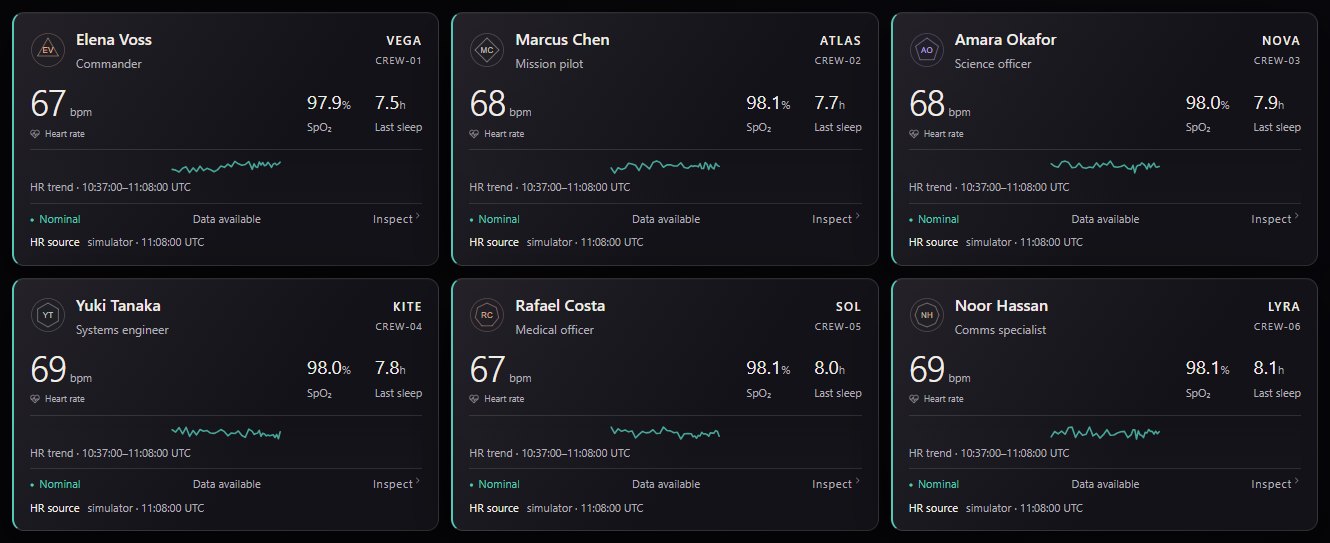 EV Elena Voss VEGA
Commander CREW-01
67 bpm 97.9% 7.5h
Heart rate SpO₂ Last sleep
HR trend · 10:37:00–11:08:00 UTC
• Nominal Data available Inspect ›
HR source simulator · 11:08:00 UTC
MC Marcus Chen ATLAS
Mission pilot CREW-02
68 bpm 98.1% 7.7h
Heart rate SpO₂ Last sleep
HR trend · 10:37:00–11:08:00 UTC
• Nominal Data available Inspect ›
HR source simulator · 11:08:00 UTC
AO Amara Okafor NOVA
Science officer CREW-03
68 bpm 98.0% 7.9h
Heart rate SpO₂ Last sleep
HR trend · 10:37:00–11:08:00 UTC
• Nominal Data available Inspect ›
HR source simulator · 11:08:00 UTC
YT Yuki Tanaka KITE
Systems engineer CREW-04
69 bpm 98.0% 7.8h
Heart rate SpO₂ Last sleep
HR trend · 10:37:00–11:08:00 UTC
• Nominal Data available Inspect ›
HR source simulator · 11:08:00 UTC
RC Rafael Costa SOL
Medical officer CREW-05
67 bpm 98.1% 8.0h
Heart rate SpO₂ Last sleep
HR trend · 10:37:00–11:08:00 UTC
• Nominal Data available Inspect ›
HR source simulator · 11:08:00 UTC
NH Noor Hassan LYRA
Comms specialist CREW-06
69 bpm 98.1% 8.1h
Heart rate SpO₂ Last sleep
HR trend · 10:37:00–11:08:00 UTC
• Nominal Data available Inspect ›
HR source simulator · 11:08:00 UTC